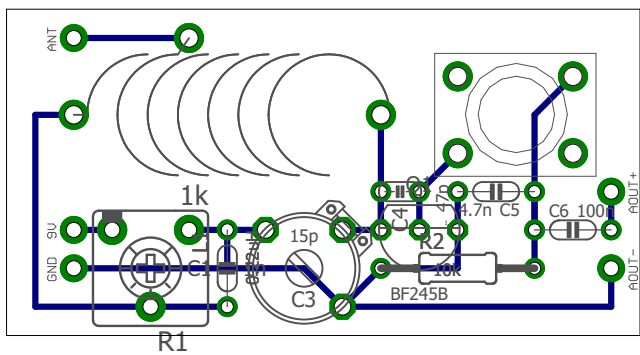 ANT
1k
9V
GND
R1
C1
15p
C3
C4
47n
4.7n C5
C6 100n
R2
10k
BF245B
AOUT+
AOUT-